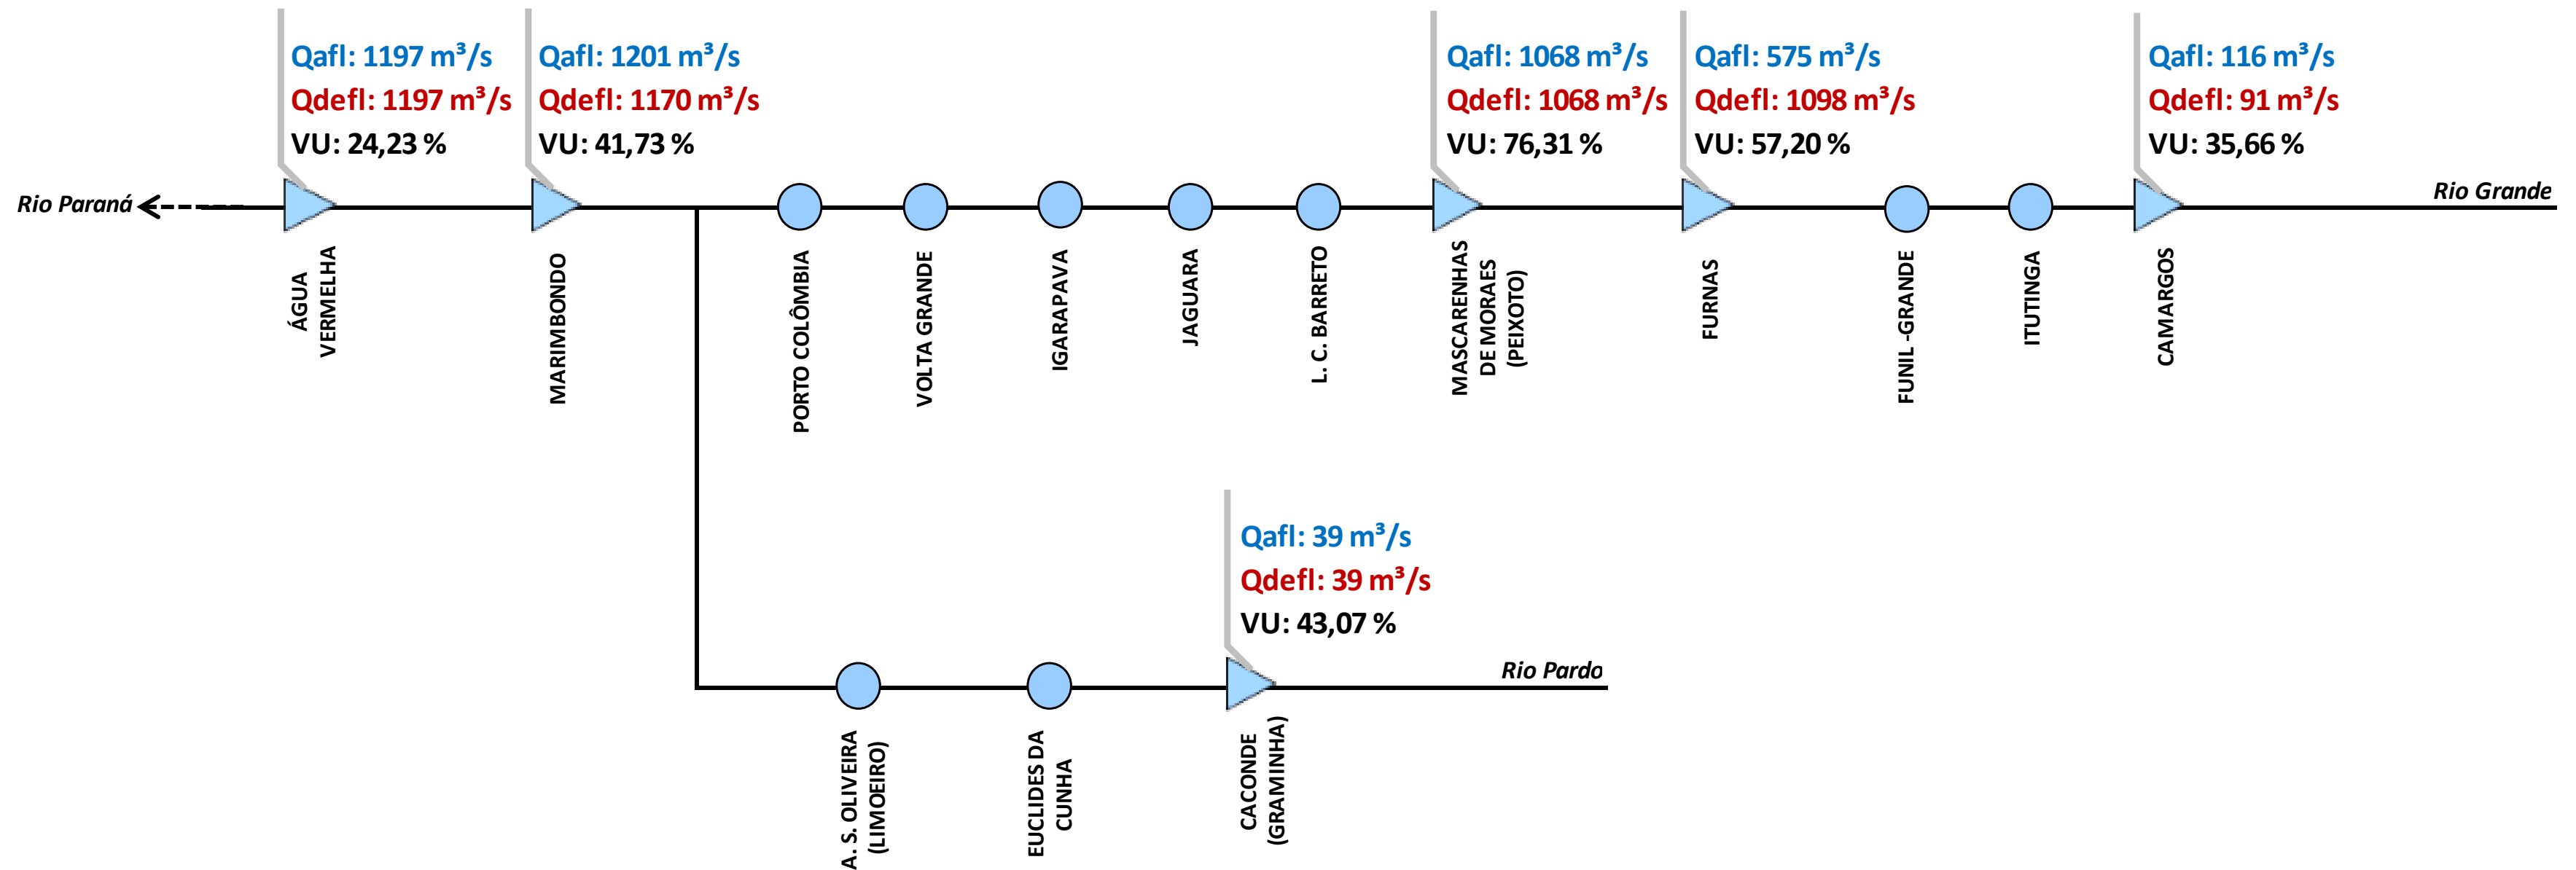 Qafl: 1197 m³/s
Qdefl: 1197 m³/s
VU: 24,23 %
Qafl: 1201 m³/s
Qdefl: 1170 m³/s
VU: 41,73 %
Qafl: 1068 m³/s
Qdefl: 1068 m³/s
VU: 76,31 %
Qafl: 575 m³/s
Qdefl: 1098 m³/s
VU: 57,20 %
Qafl: 116 m³/s
Qdefl: 91 m³/s
VU: 35,66 %
Rio Paraná
Rio Grande
ÁGUA
VERMELHA
MARIMBONDO
PORTO COLÔMBIA
VOLTA GRANDE
IGARAPAVA
JAGUARA
L. C. BARRETO
MASCARENHAS
DE MORAES
(PEIXOTO)
FURNAS
FUNIL -GRANDE
ITUTINGA
CAMARGOS
Qafl: 39 m³/s
Qdefl: 39 m³/s
VU: 43,07 %
Rio Pardo
A. S. OLIVEIRA
(LIMOEIRO)
EUCLIDES DA
CUNHA
CACONDE
(GRAMINHA)